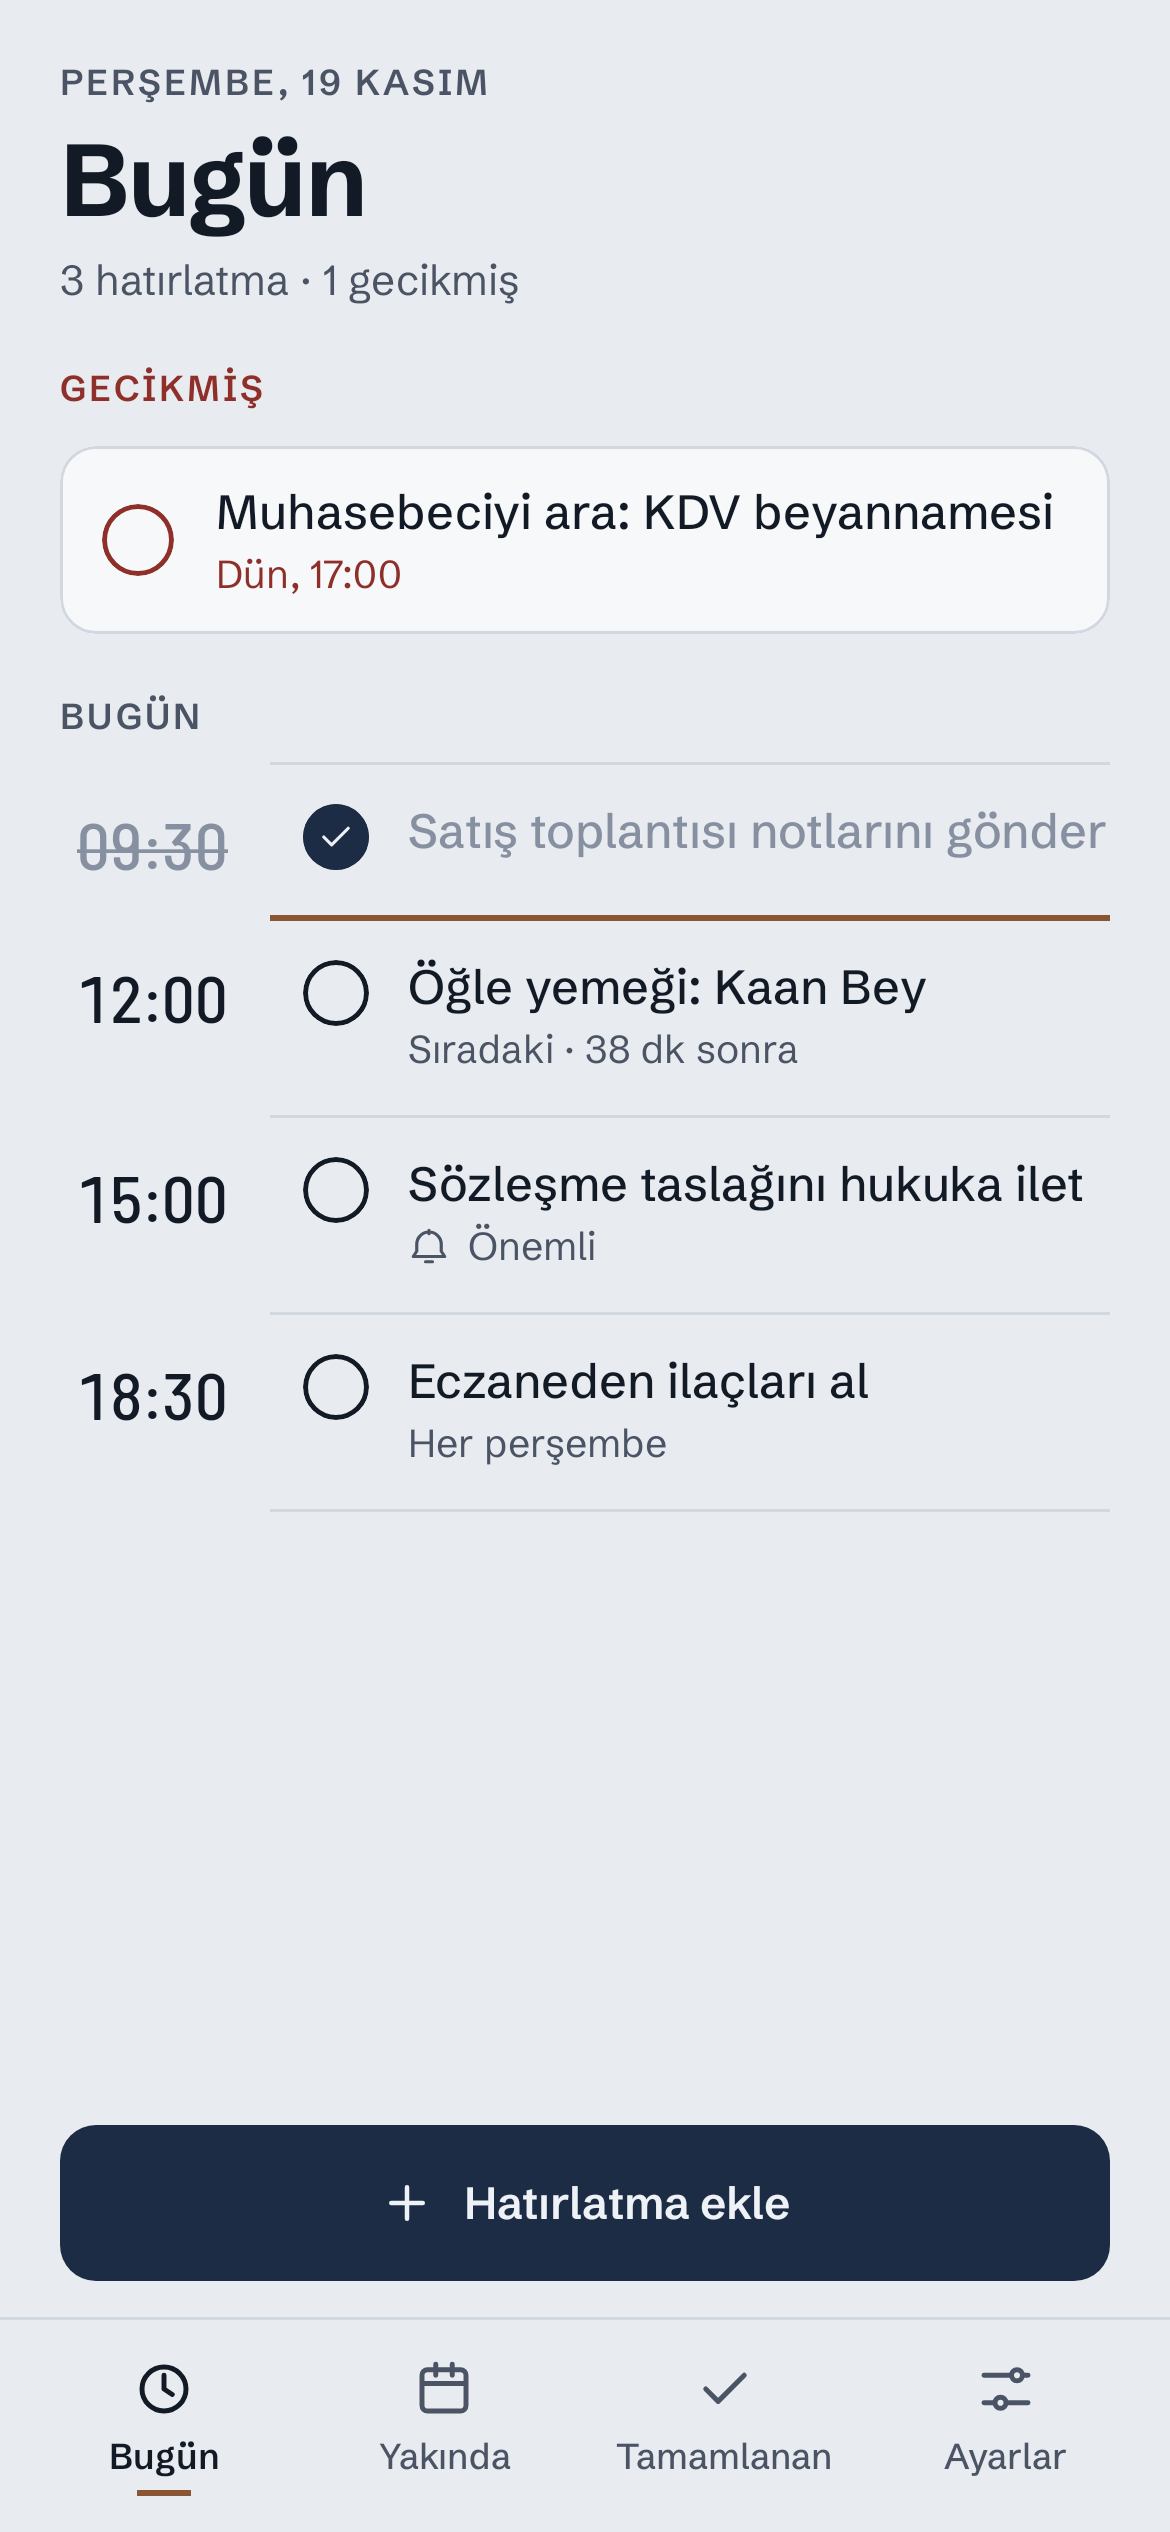 PERŞEMBE, 19 KASIM
Bugün
3 hatırlatma · 1 gecikmiş
GECİKMİŞ
Muhasebeciyi ara: KDV beyannamesi
Dün, 17:00
BUGÜN
09:30 Satış toplantısı notlarını gönder
12:00 Öğle yemeği: Kaan Bey
Sıradaki · 38 dk sonra
15:00 Sözleşme taslağını hukuka ilet
Önemli
18:30 Eczaneden ilaçları al
Her perşembe
Hatırlatma ekle
Bugün Yakında Tamamlanan Ayarlar